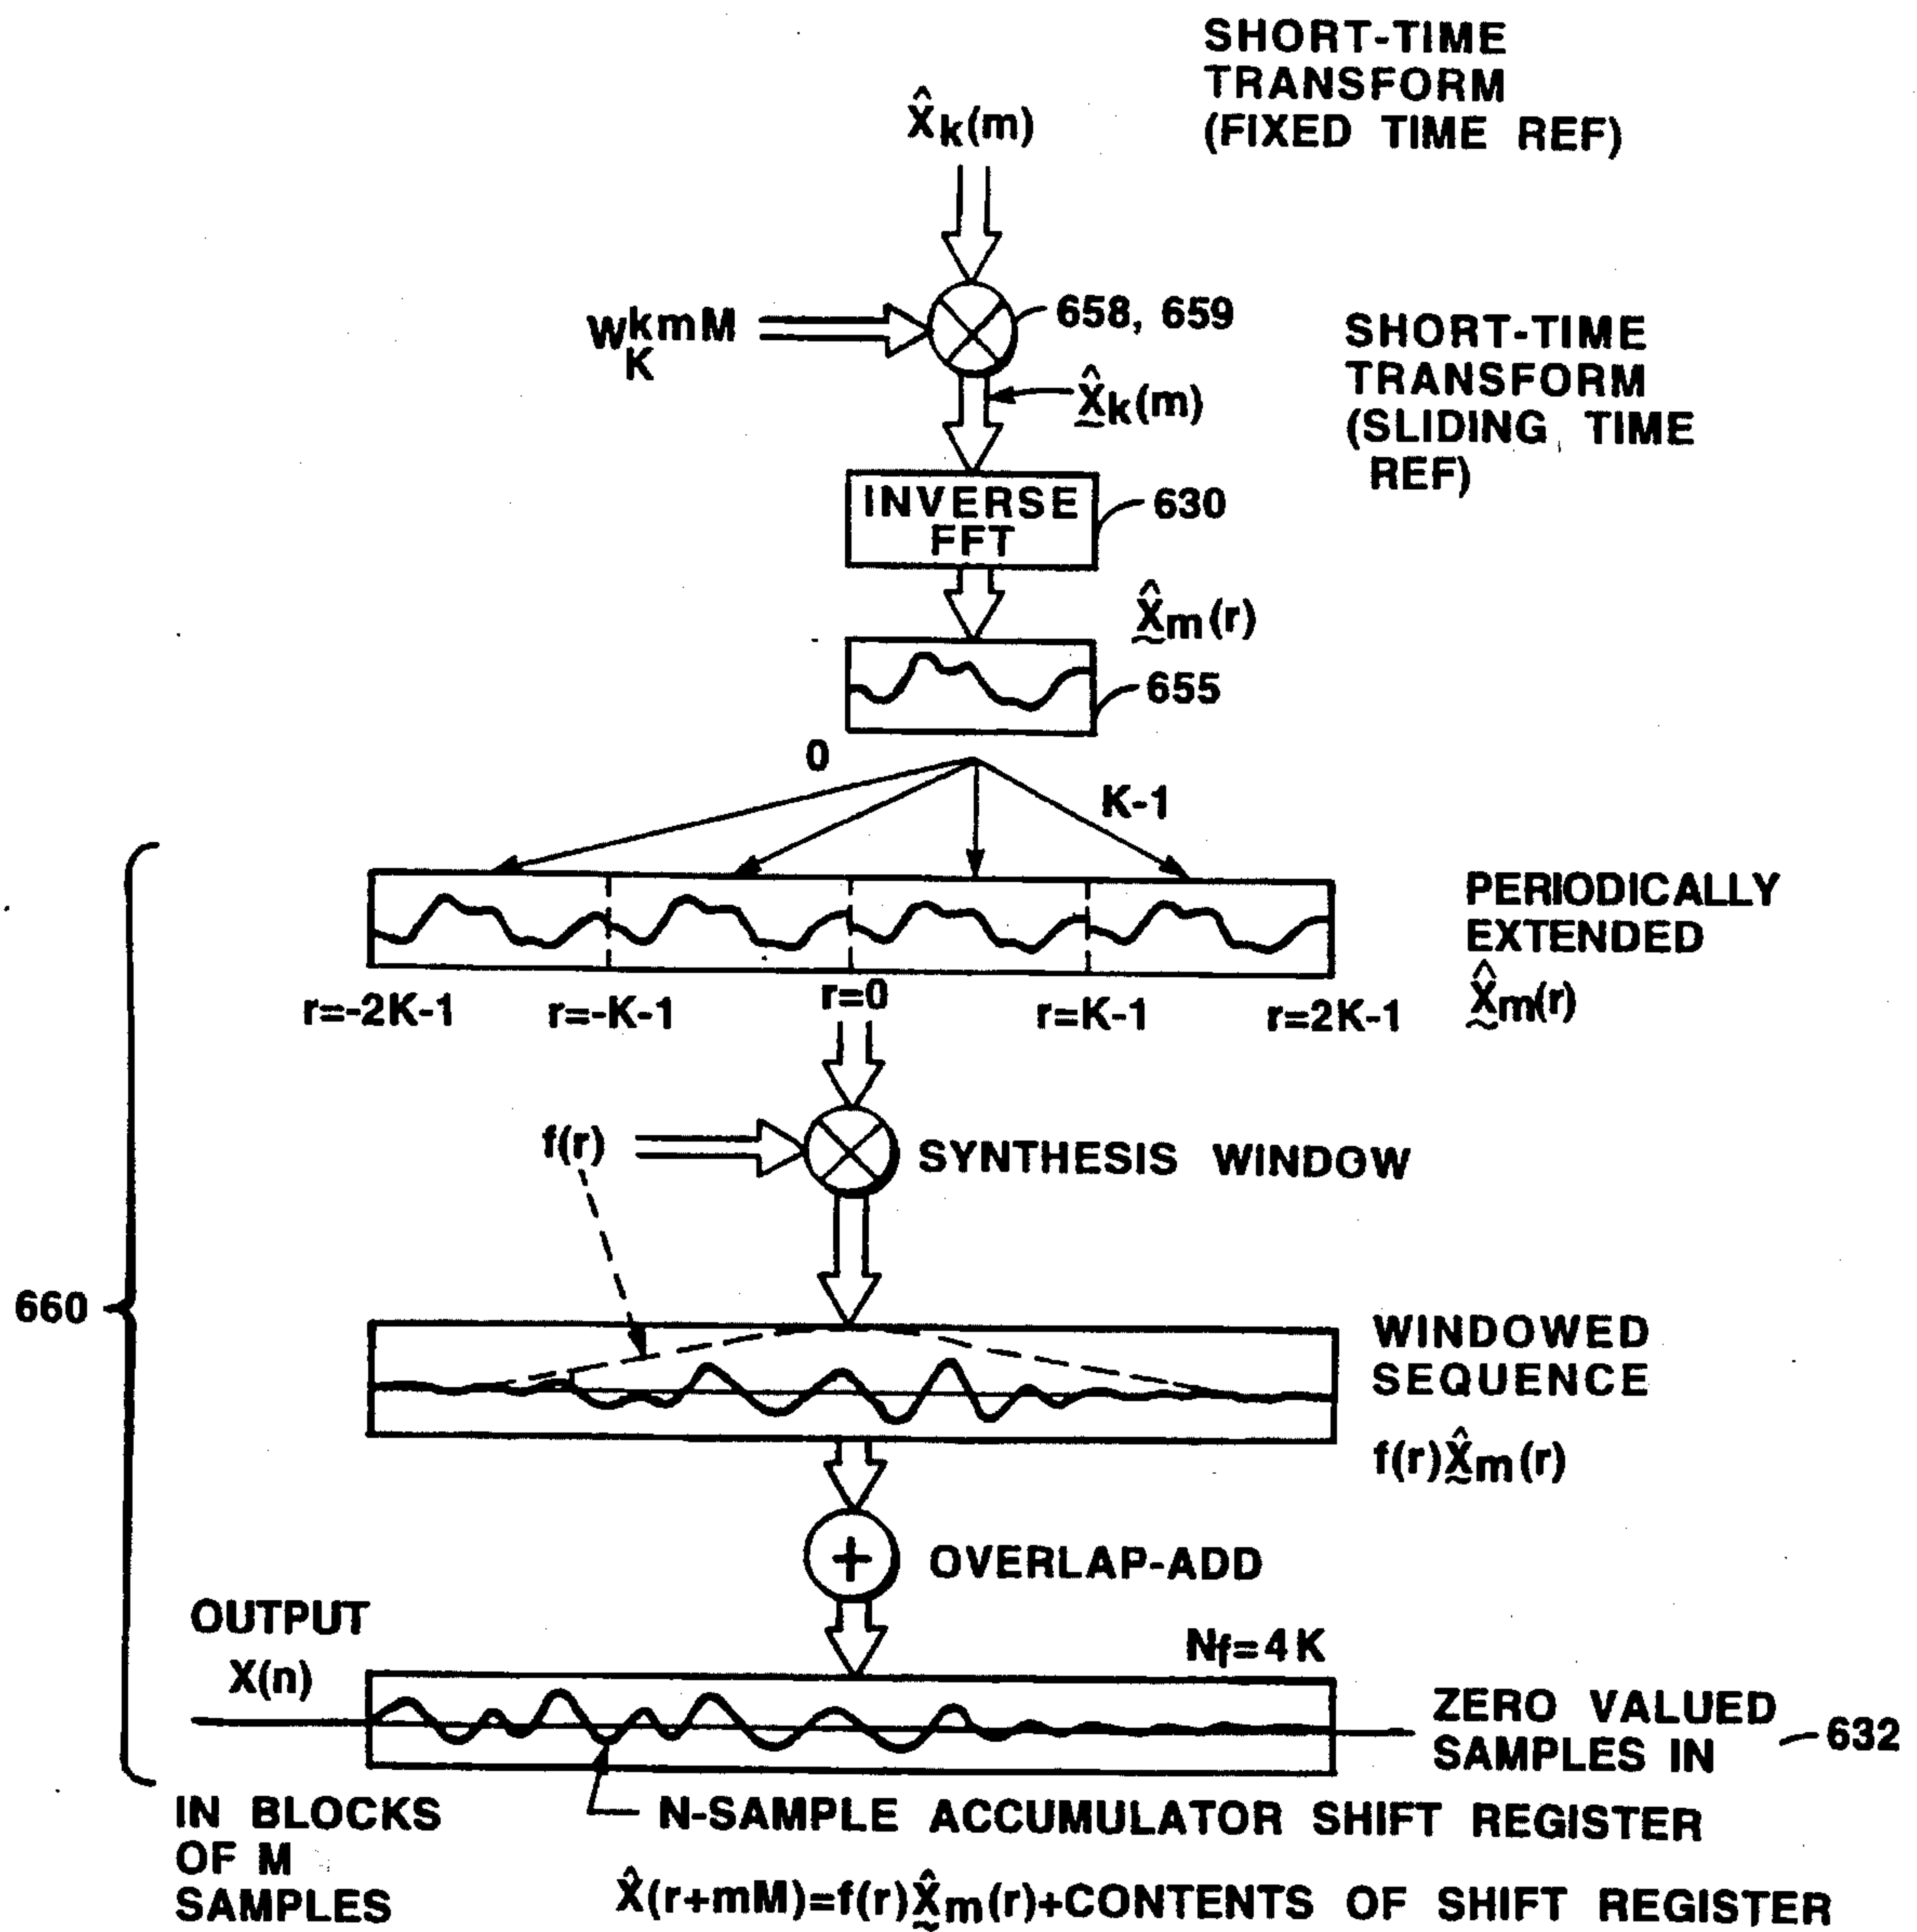 SHORT-TIME
TRANSFORM
(FIXED TIME REF)
X̂k(m)
W
kmM
K
658, 659
X̰̂k(m)
SHORT-TIME
TRANSFORM
(SLIDING TIME
REF)
INVERSE
FFT
630
X̰̂m(r)
655
0
K-1
PERIODICALLY
EXTENDED
X̰̂m(r)
r=-2K-1
r=-K-1
r=0
r=K-1
r=2K-1
f(r)
SYNTHESIS WINDOW
660
WINDOWED
SEQUENCE
f(r)X̰̂m(r)
+
OVERLAP-ADD
OUTPUT
X(n)
Nf=4K
ZERO VALUED
SAMPLES IN
632
IN BLOCKS
OF M
SAMPLES
N-SAMPLE ACCUMULATOR SHIFT REGISTER
X̂(r+mM)=f(r)X̰̂m(r)+CONTENTS OF SHIFT REGISTER